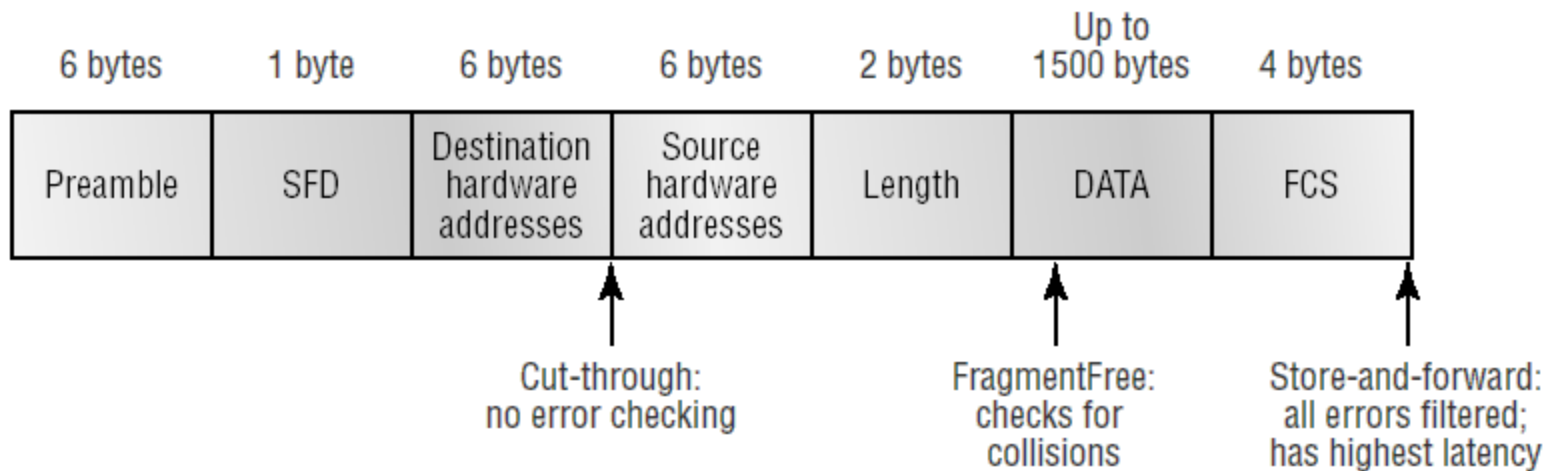 6 bytes
1 byte
6 bytes
6 bytes
2 bytes
Up to
1500 bytes
4 bytes
Preamble
SFD
Destination
hardware
addresses
Source
hardware
addresses
Length
DATA
FCS
Cut-through:
no error checking
FragmentFree:
checks for
collisions
Store-and-forward:
all errors filtered;
has highest latency